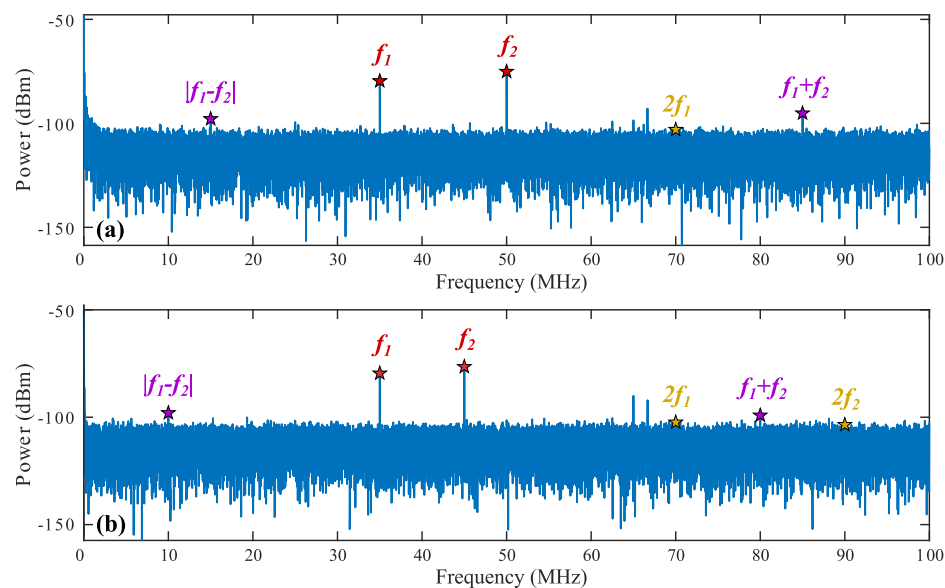 -50
-100
-150
Power (dBm)
|f1-f2|
f1
f2
2f1
f1+f2
(a)
0 10 20 30 40 50 60 70 80 90 100
Frequency (MHz)
-50
-100
-150
Power (dBm)
|f1-f2|
f1
f2
2f1
f1+f2
2f2
(b)
0 10 20 30 40 50 60 70 80 90 100
Frequency (MHz)